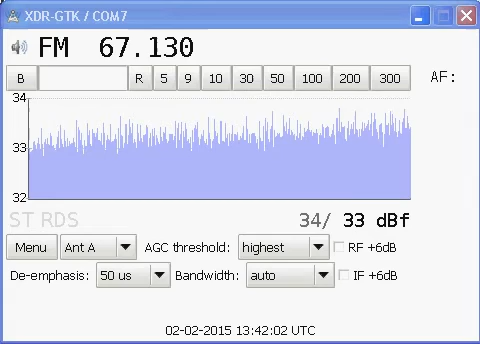 XDR-GTK / COM7
FM 67.130
B R 5 9 10 30 50 100 200 300 AF:
34
33
32
ST RDS 34/ 33 dBf
Menu Ant A AGC threshold: highest RF +6dB
De-emphasis: 50 us Bandwidth: auto IF +6dB
02-02-2015 13:42:02 UTC